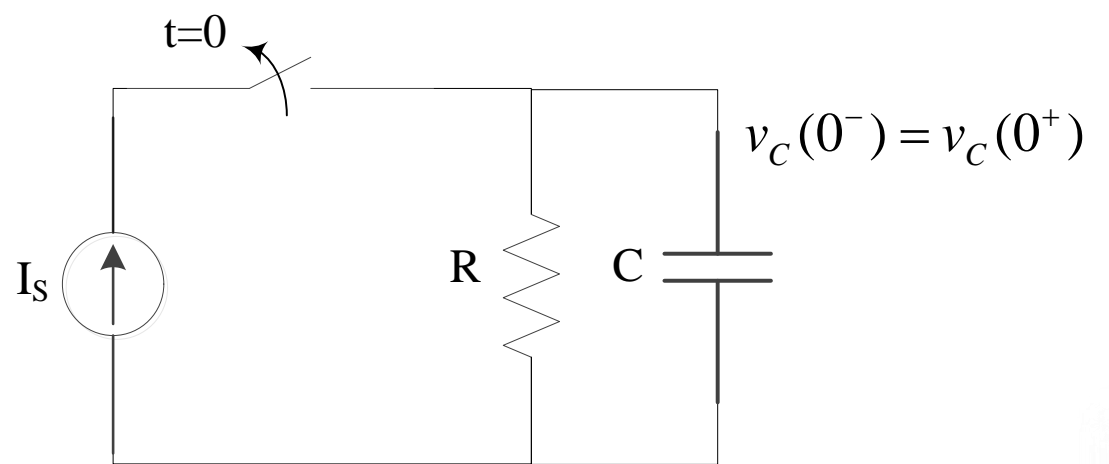 t=0
v_C(0⁻) = v_C(0⁺)
I_S
R
C